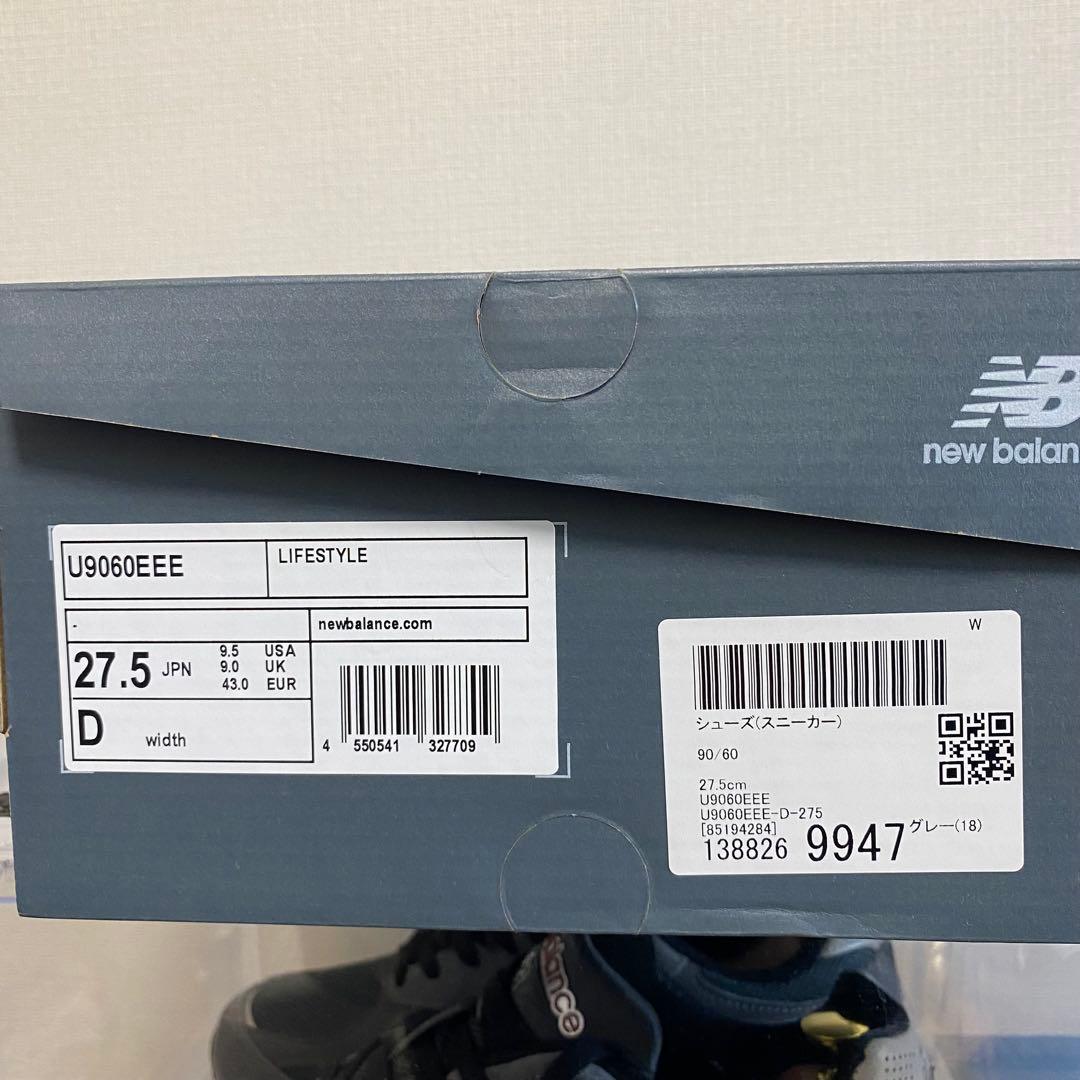 NB
new balan
U9060EEE
LIFESTYLE
-
newbalance.com
27.5 JPN
9.5 USA
9.0 UK
43.0 EUR
D width
4 550541 327709
W
シューズ(スニーカー)
90/60
27.5cm
U9060EEE
U9060EEE-D-275
[85194284]
138826 9947 グレー(18)
alance